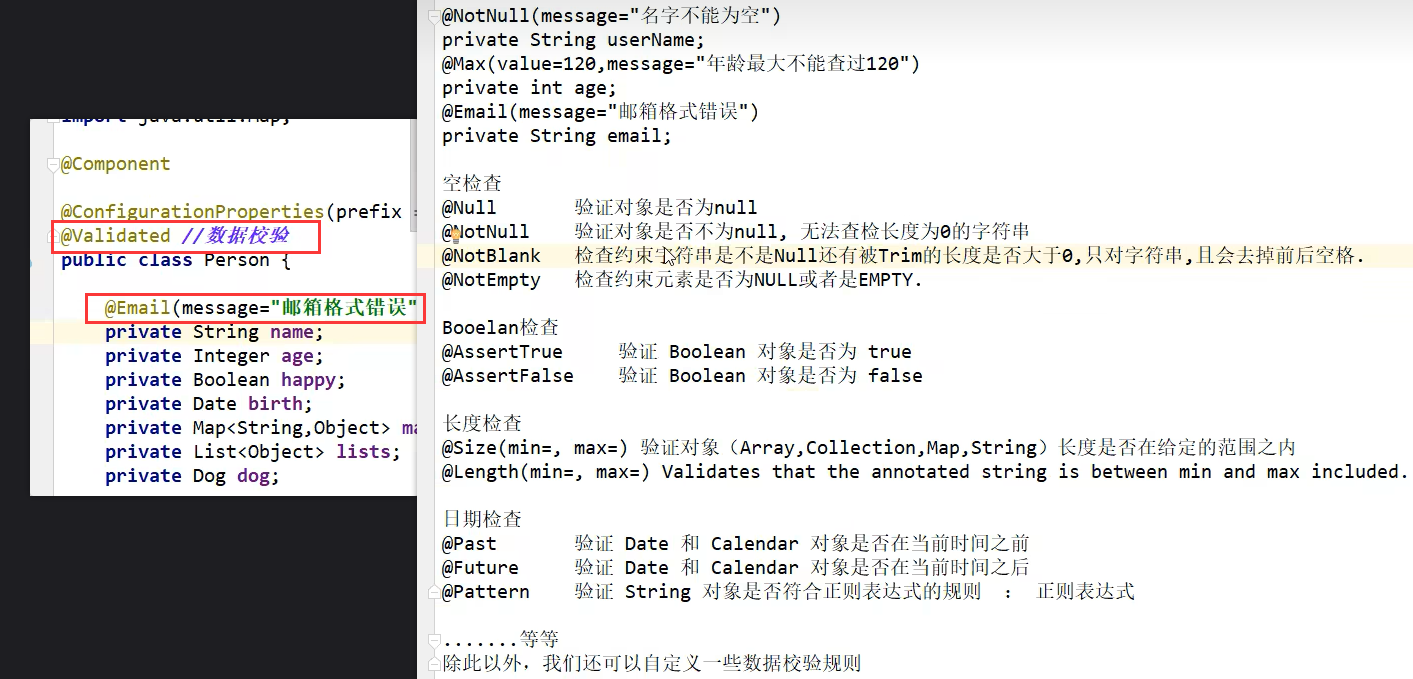 import java.util.Map;
@Component
@ConfigurationProperties(prefix =
@Validated //数据校验
public class Person {
@Email(message="邮箱格式错误"
private String name;
private Integer age;
private Boolean happy;
private Date birth;
private Map<String,Object> ma
private List<Object> lists;
private Dog dog;
@NotNull(message="名字不能为空")
private String userName;
@Max(value=120,message="年龄最大不能查过120")
private int age;
@Email(message="邮箱格式错误")
private String email;
空检查
@Null 验证对象是否为null
@NotNull 验证对象是否不为null, 无法查检长度为0的字符串
@NotBlank 检查约束字符串是不是Null还有被Trim的长度是否大于0,只对字符串,且会去掉前后空格.
@NotEmpty 检查约束元素是否为NULL或者是EMPTY.
Booelan检查
@AssertTrue 验证 Boolean 对象是否为 true
@AssertFalse 验证 Boolean 对象是否为 false
长度检查
@Size(min=, max=) 验证对象（Array,Collection,Map,String）长度是否在给定的范围之内
@Length(min=, max=) Validates that the annotated string is between min and max included.
日期检查
@Past 验证 Date 和 Calendar 对象是否在当前时间之前
@Future 验证 Date 和 Calendar 对象是否在当前时间之后
@Pattern 验证 String 对象是否符合正则表达式的规则 ： 正则表达式
.......等等
除此以外，我们还可以自定义一些数据校验规则